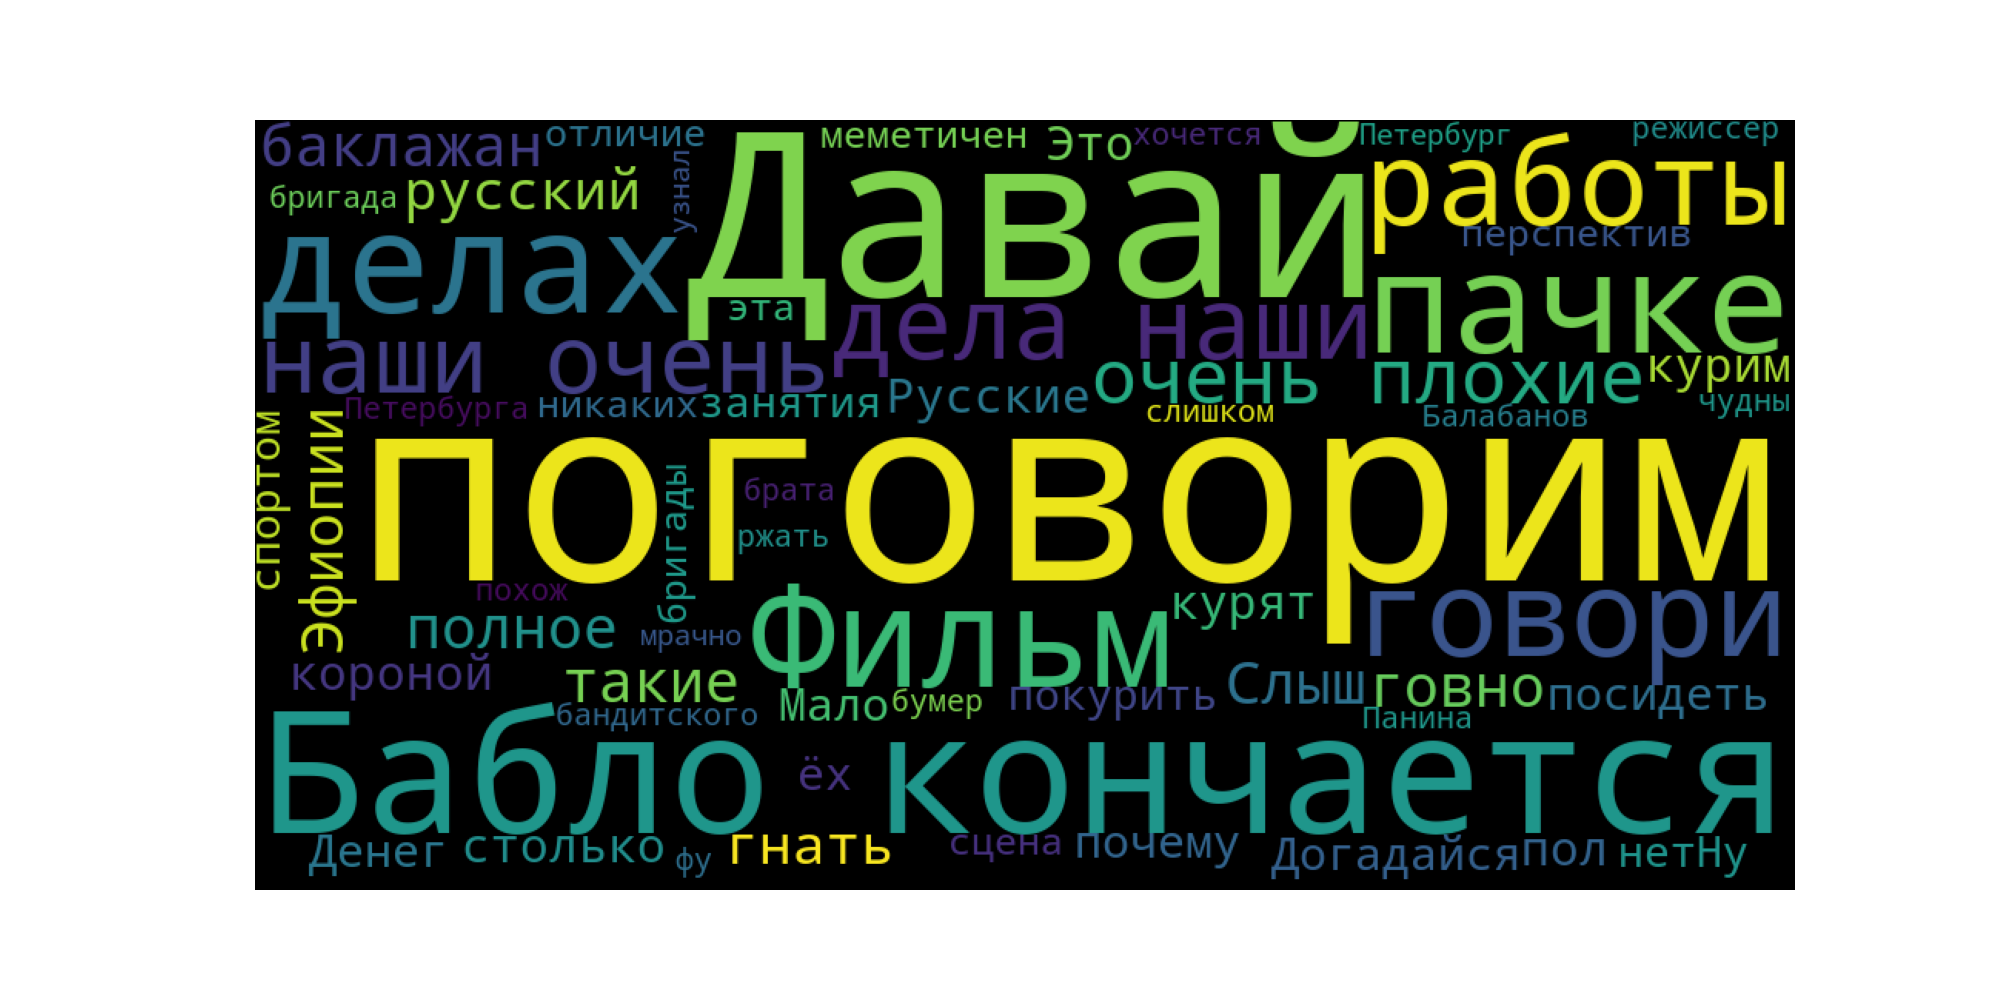 баклажан отличие Давай меметичен Это хочется Петербург режиссер
бригада русский узнал работы
делах перспектив
эта дела наши пачке
наши очень очень плохие курим
Петербурга никаких занятия Русские слишком Балабанов чудны
спортом Эфиопии поговорим
бригады брата
ржать
похож Фильм курят говори
полное мрачно
короной такие Мало бумер покурить Слыш говно посидеть
бандитского Панина
Бабло ёх кончается
Денег столько фу гнать сцена почему Догадайся пол нетНу